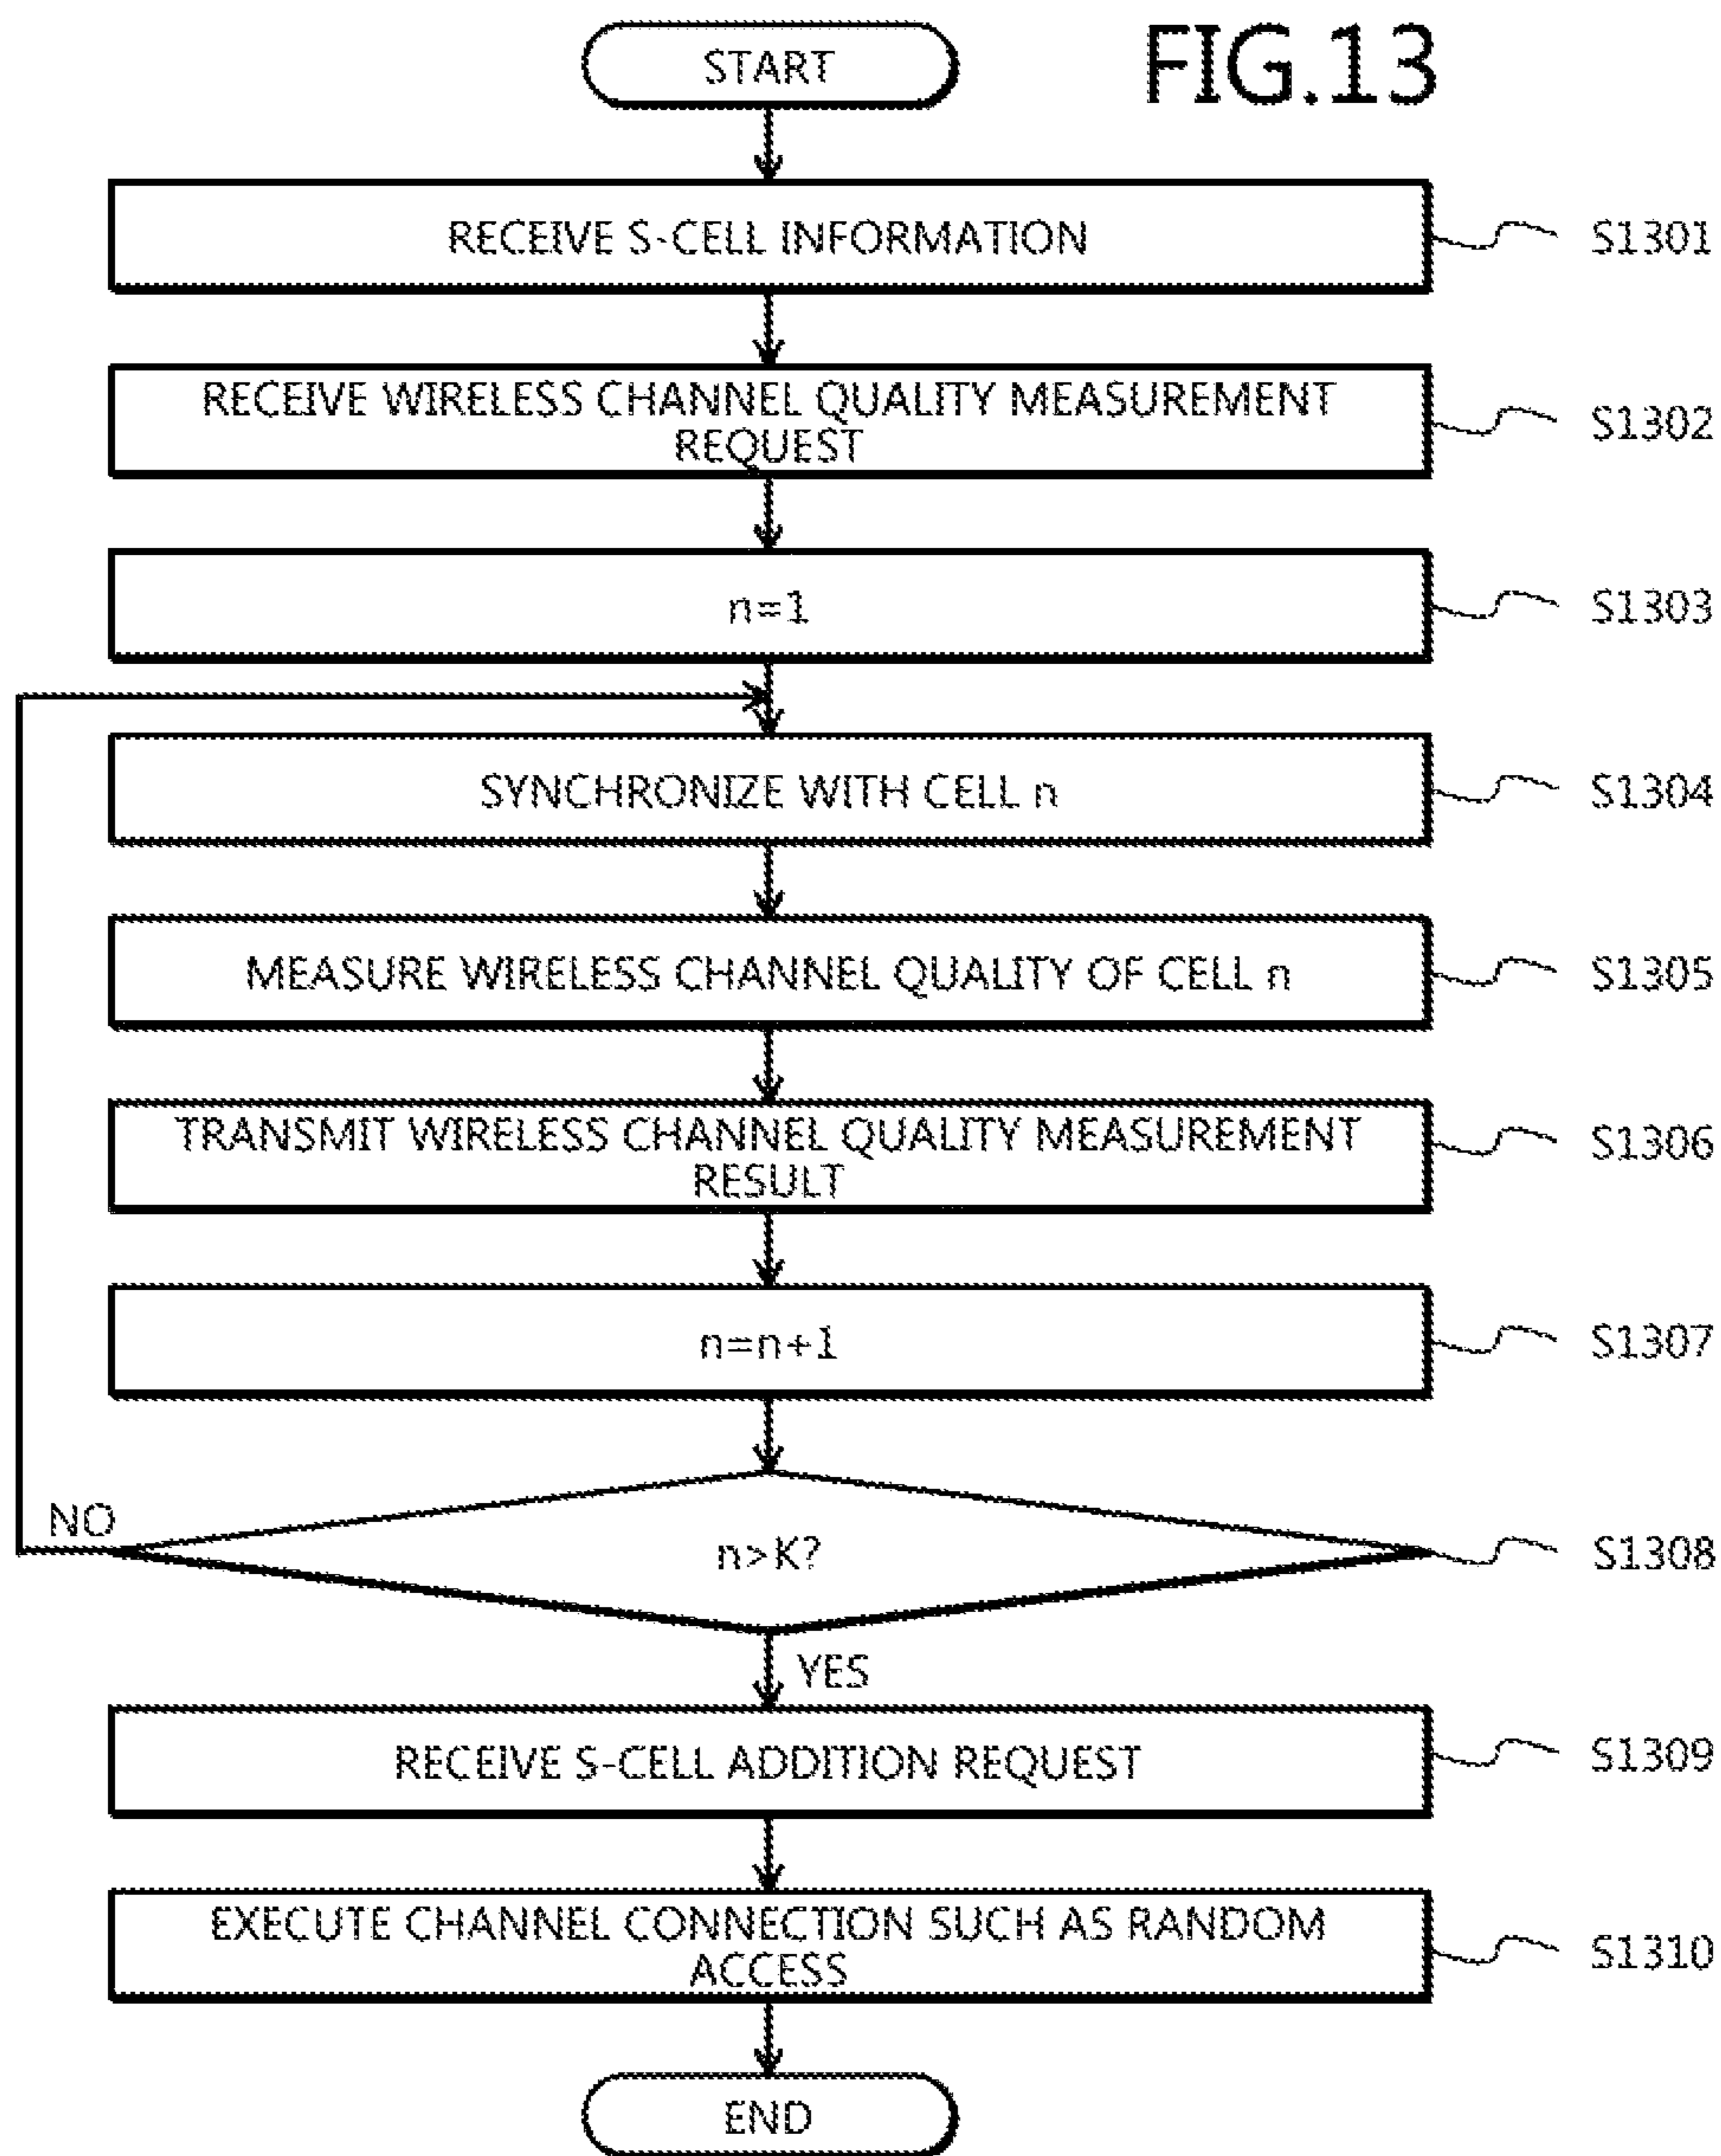 FIG.13
START
RECEIVE S-CELL INFORMATION
S1301
RECEIVE WIRELESS CHANNEL QUALITY MEASUREMENT
REQUEST
S1302
n=1
S1303
SYNCHRONIZE WITH CELL n
S1304
MEASURE WIRELESS CHANNEL QUALITY OF CELL n
S1305
TRANSMIT WIRELESS CHANNEL QUALITY MEASUREMENT
RESULT
S1306
n=n+1
S1307
NO
n>K?
S1308
YES
RECEIVE S-CELL ADDITION REQUEST
S1309
EXECUTE CHANNEL CONNECTION SUCH AS RANDOM
ACCESS
S1310
END